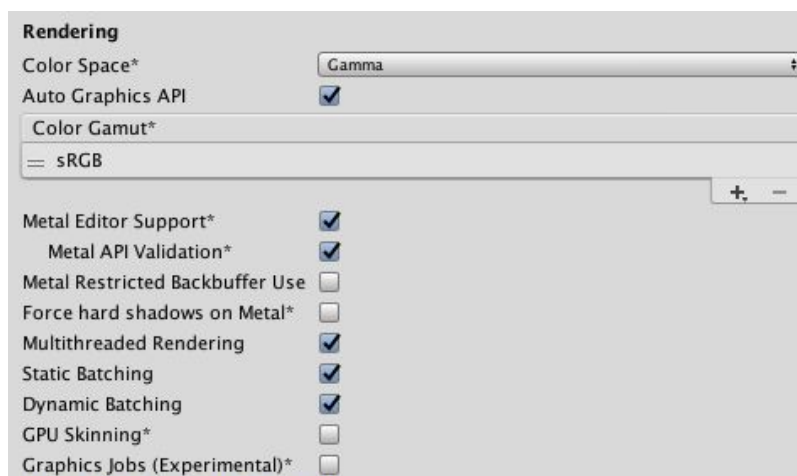 Rendering
Color Space* Gamma
Auto Graphics API
Color Gamut*
sRGB
Metal Editor Support*
Metal API Validation*
Metal Restricted Backbuffer Use
Force hard shadows on Metal*
Multithreaded Rendering
Static Batching
Dynamic Batching
GPU Skinning*
Graphics Jobs (Experimental)*